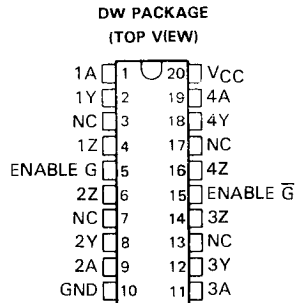 DW PACKAGE
(TOP VIEW)
1A 1 20 VCC
1Y 2 19 4A
NC 3 18 4Y
1Z 4 17 NC
ENABLE G 5 16 4Z
2Z 6 15 ENABLE G̅
NC 7 14 3Z
2Y 8 13 NC
2A 9 12 3Y
GND 10 11 3A